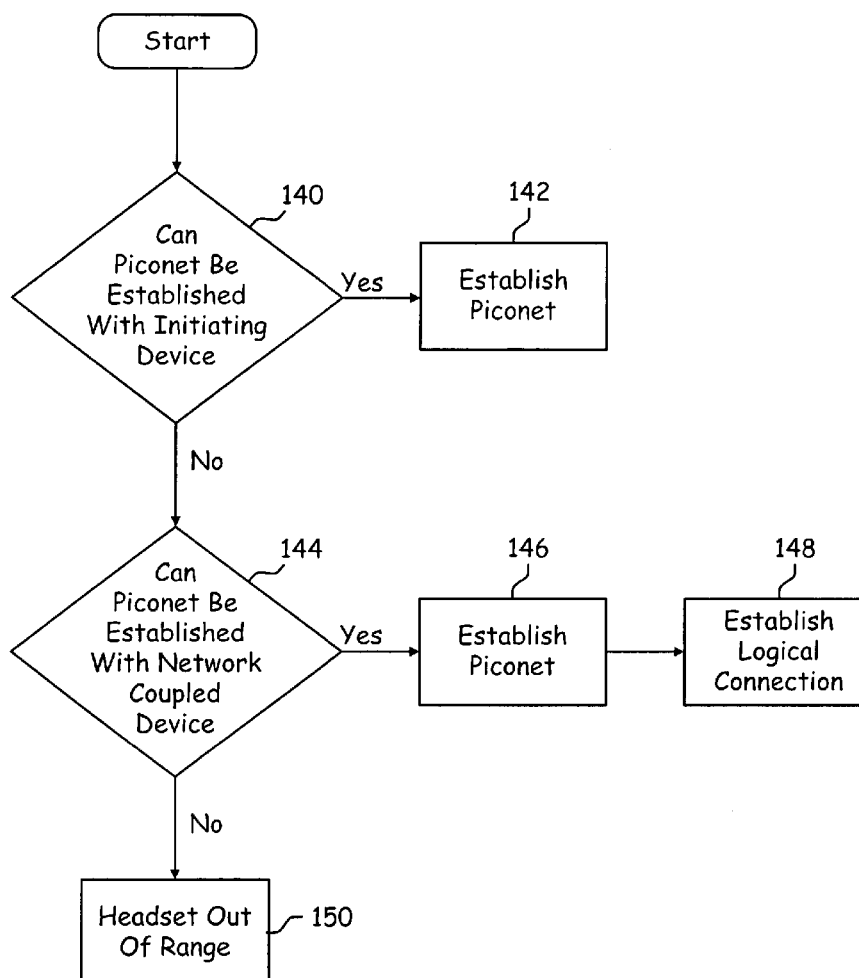 Start
140
Can
Piconet Be
Established
With Initiating
Device
Yes
142
Establish
Piconet
No
144
Can
Piconet Be
Established
With Network
Coupled
Device
Yes
146
Establish
Piconet
148
Establish
Logical
Connection
No
Headset Out
Of Range
150